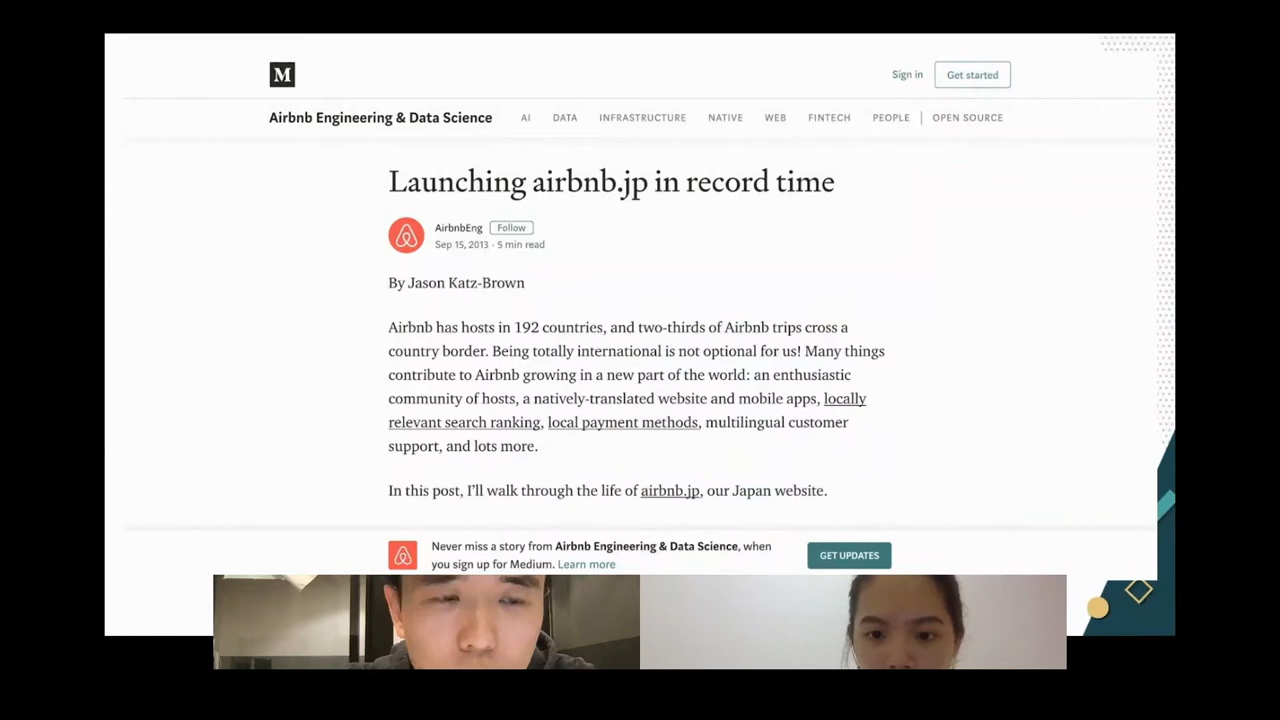 M
Sign in
Get started
Airbnb Engineering & Data Science
AI DATA INFRASTRUCTURE NATIVE WEB FINTECH PEOPLE | OPEN SOURCE
Launching airbnb.jp in record time
AirbnbEng Follow
Sep 15, 2013 · 5 min read
By Jason Katz-Brown
Airbnb has hosts in 192 countries, and two-thirds of Airbnb trips cross a
country border. Being totally international is not optional for us! Many things
contribute to Airbnb growing in a new part of the world: an enthusiastic
community of hosts, a natively-translated website and mobile apps, locally
relevant search ranking, local payment methods, multilingual customer
support, and lots more.
In this post, I’ll walk through the life of airbnb.jp, our Japan website.
Never miss a story from Airbnb Engineering & Data Science, when
you sign up for Medium. Learn more
GET UPDATES